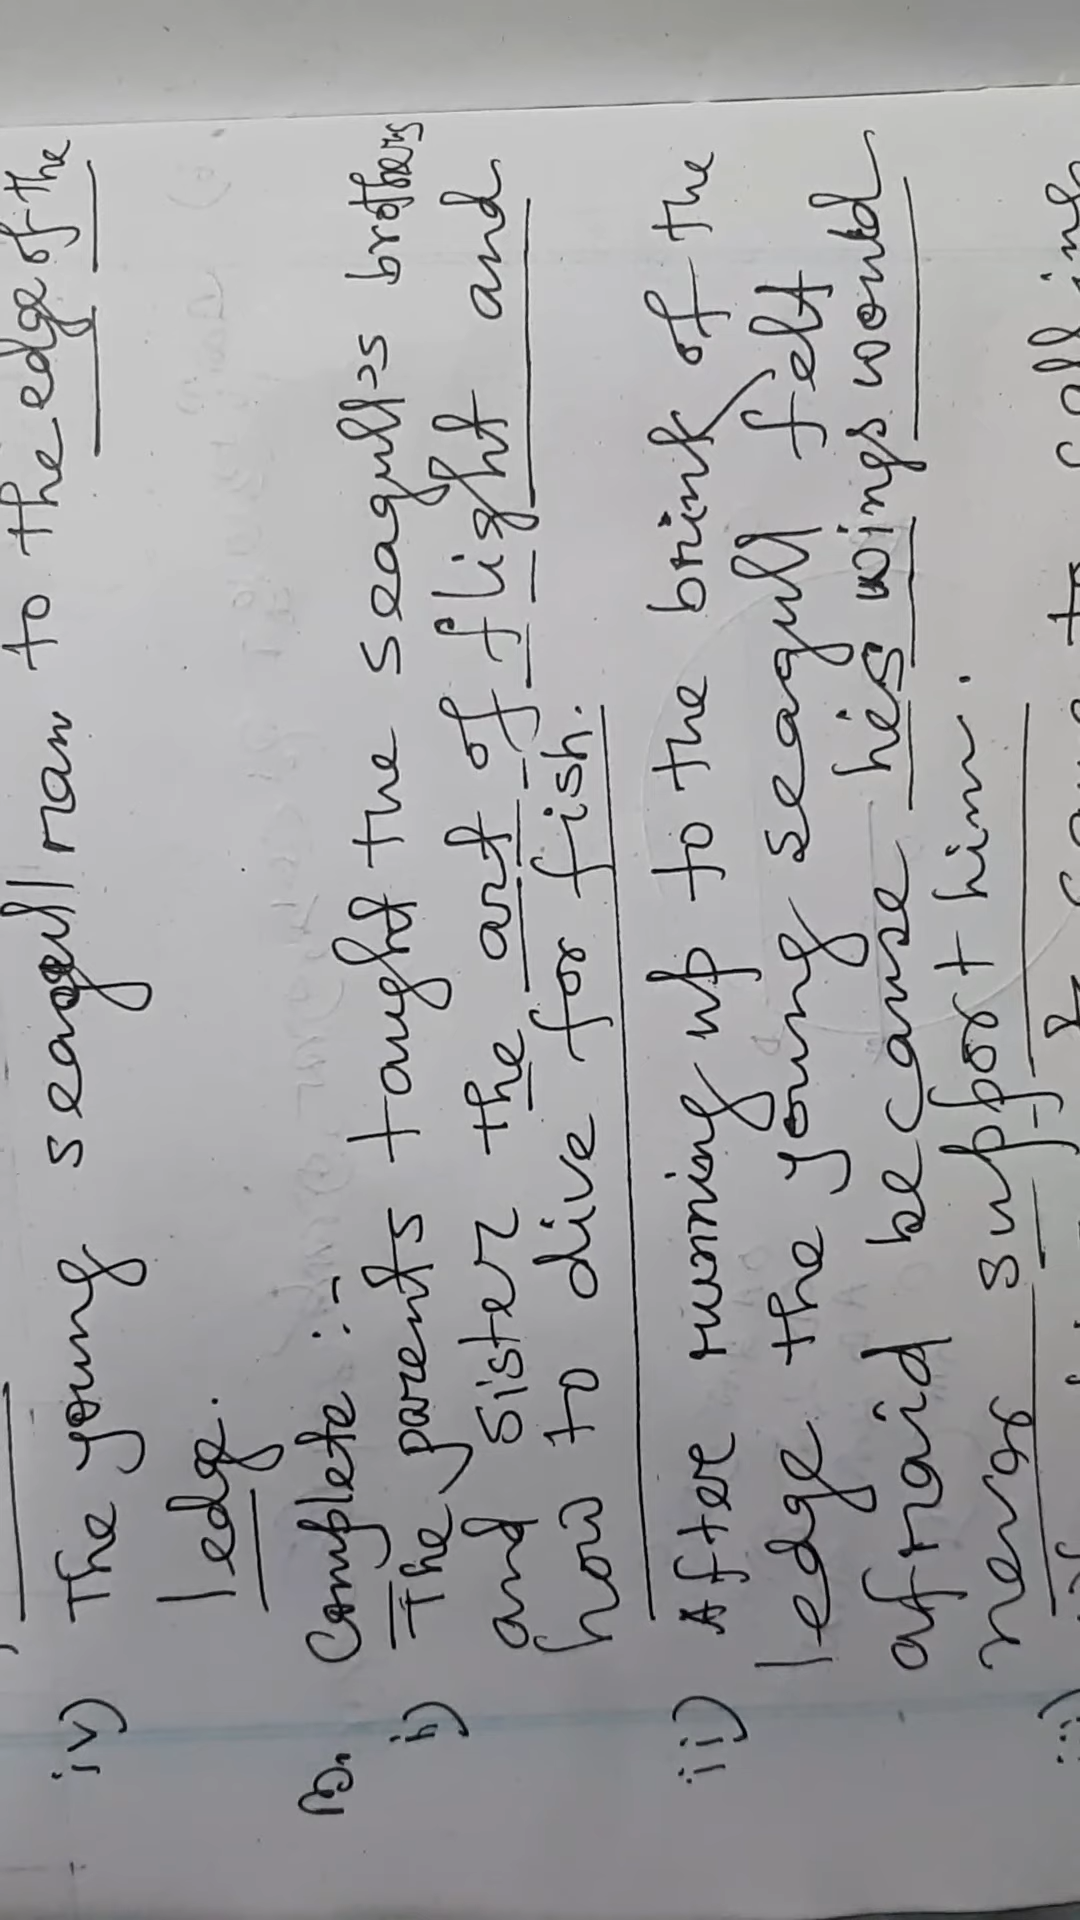 iv) The young seagull ran to the edge of the
ledge.
B. Complete :-
i) The parents taught the seagull's brothers
and sister the art of flight and
how to dive for fish.
ii) After running up to the brink of the
ledge the young seagull felt
afraid because his wings would
never support him.